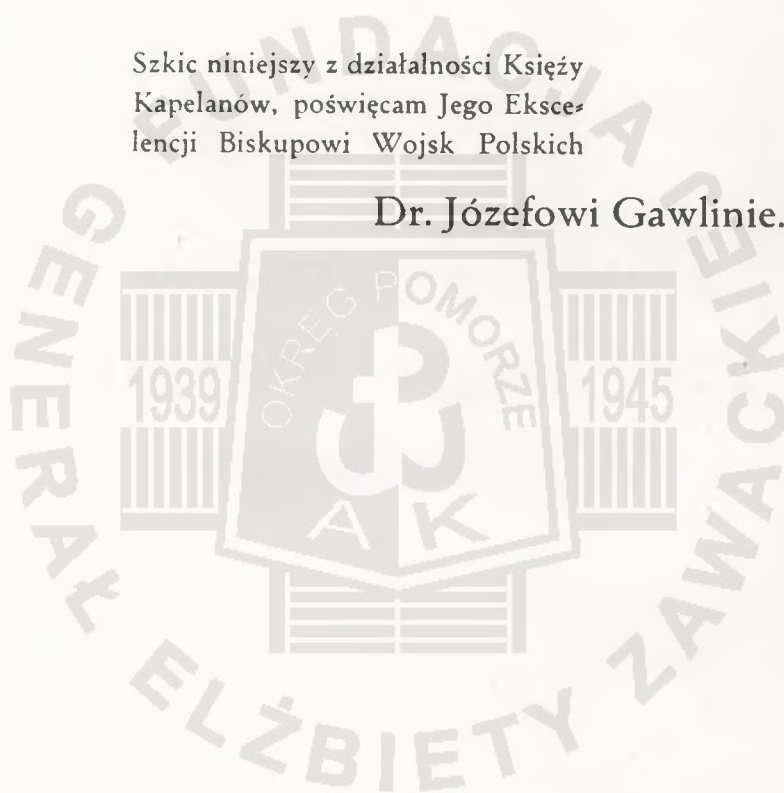 Szkic niniejszy z działalności Księży
Kapelanów, poświęcam Jego Eksce-
lencji Biskupowi Wojsk Polskich
Dr. Józefowi Gawlinie.
FUNDACJA
GENERAŁ ELŻBIETY ZAWACKIEJ
OKRĘG POMORZE
1939
1945
AK